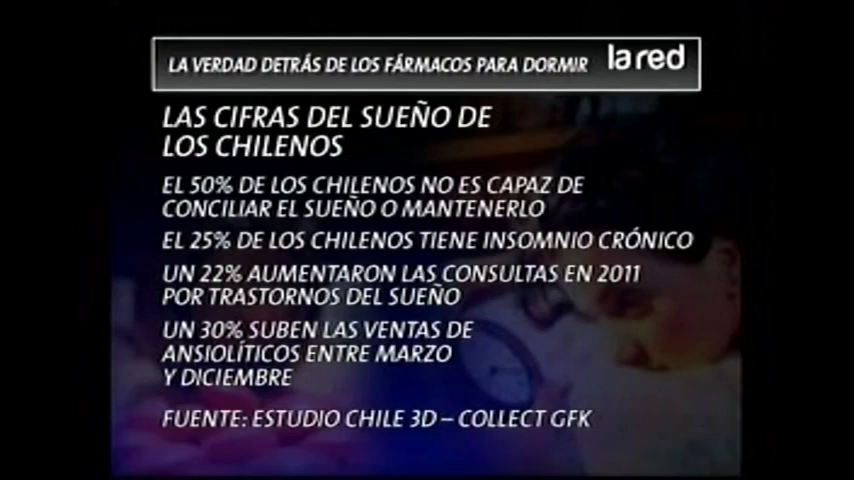 LA VERDAD DETRÁS DE LOS FÁRMACOS PARA DORMIR la red
LAS CIFRAS DEL SUEÑO DE
LOS CHILENOS
EL 50% DE LOS CHILENOS NO ES CAPAZ DE
CONCILIAR EL SUEÑO O MANTENERLO
EL 25% DE LOS CHILENOS TIENE INSOMNIO CRÓNICO
UN 22% AUMENTARON LAS CONSULTAS EN 2011
POR TRASTORNOS DEL SUEÑO
UN 30% SUBEN LAS VENTAS DE
ANSIOLÍTICOS ENTRE MARZO
Y DICIEMBRE
FUENTE: ESTUDIO CHILE 3D – COLLECT GFK